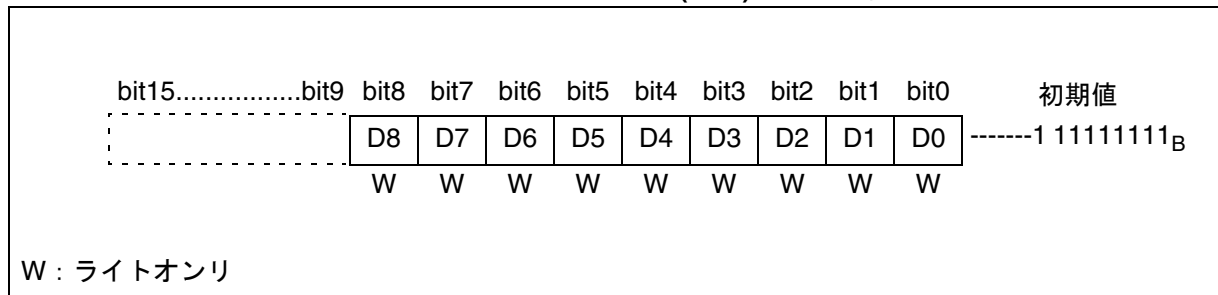 bit15.................bit9 bit8 bit7 bit6 bit5 bit4 bit3 bit2 bit1 bit0 初期値
D8 D7 D6 D5 D4 D3 D2 D1 D0 -------1 11111111B
W W W W W W W W W
W：ライトオンリ